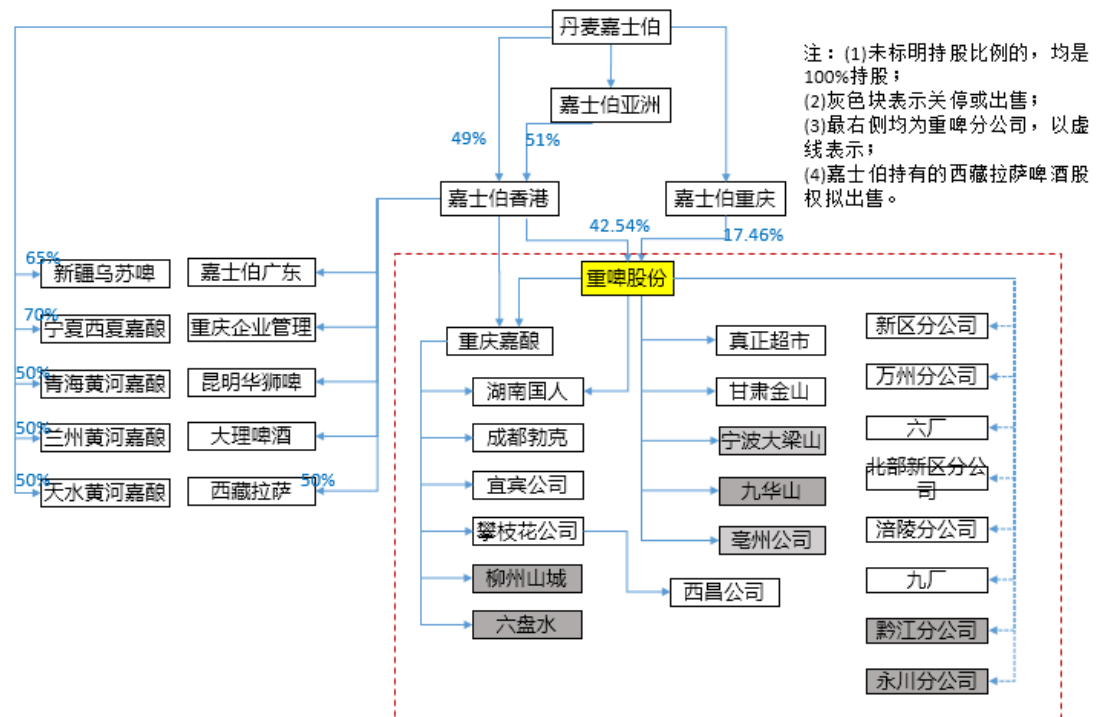 丹麦嘉士伯
注：(1)未标明持股比例的，均是
100%持股；
(2)灰色块表示关停或出售；
(3)最右侧均为重啤分公司，以虚
线表示；
(4)嘉士伯持有的西藏拉萨啤酒股
权拟出售。
嘉士伯亚洲
49%
51%
嘉士伯香港
嘉士伯重庆
42.54%
17.46%
65%
新疆乌苏啤
嘉士伯广东
重啤股份
70%
宁夏西夏嘉酿
重庆企业管理
重庆嘉酿
真正超市
新区分公司
50%
青海黄河嘉酿
昆明华狮啤
湖南国人
甘肃金山
万州分公司
50%
兰州黄河嘉酿
大理啤酒
成都勃克
宁波大梁山
六厂
50%
天水黄河嘉酿
西藏拉萨
50%
宜宾公司
九华山
北部新区分公
司
攀枝花公司
亳州公司
涪陵分公司
柳州山城
西昌公司
九厂
六盘水
黔江分公司
永川分公司